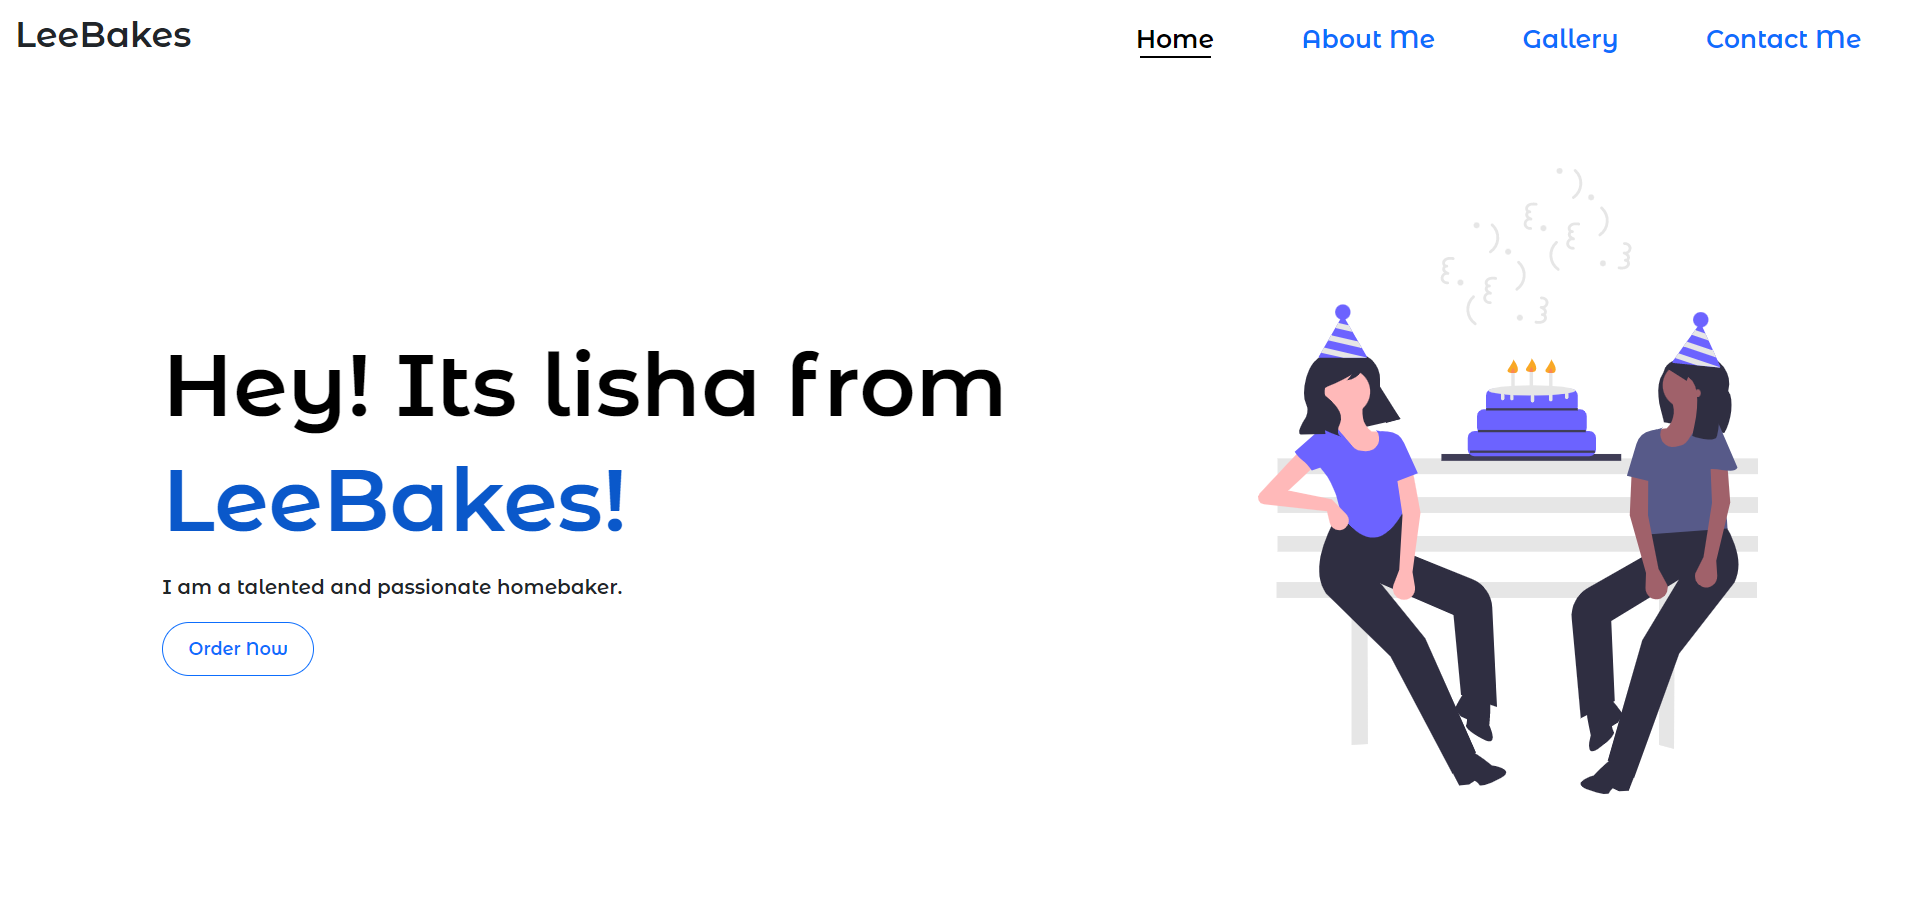 LeeBakes
Home About Me Gallery Contact Me
Hey! Its lisha from
LeeBakes!
I am a talented and passionate homebaker.
Order Now